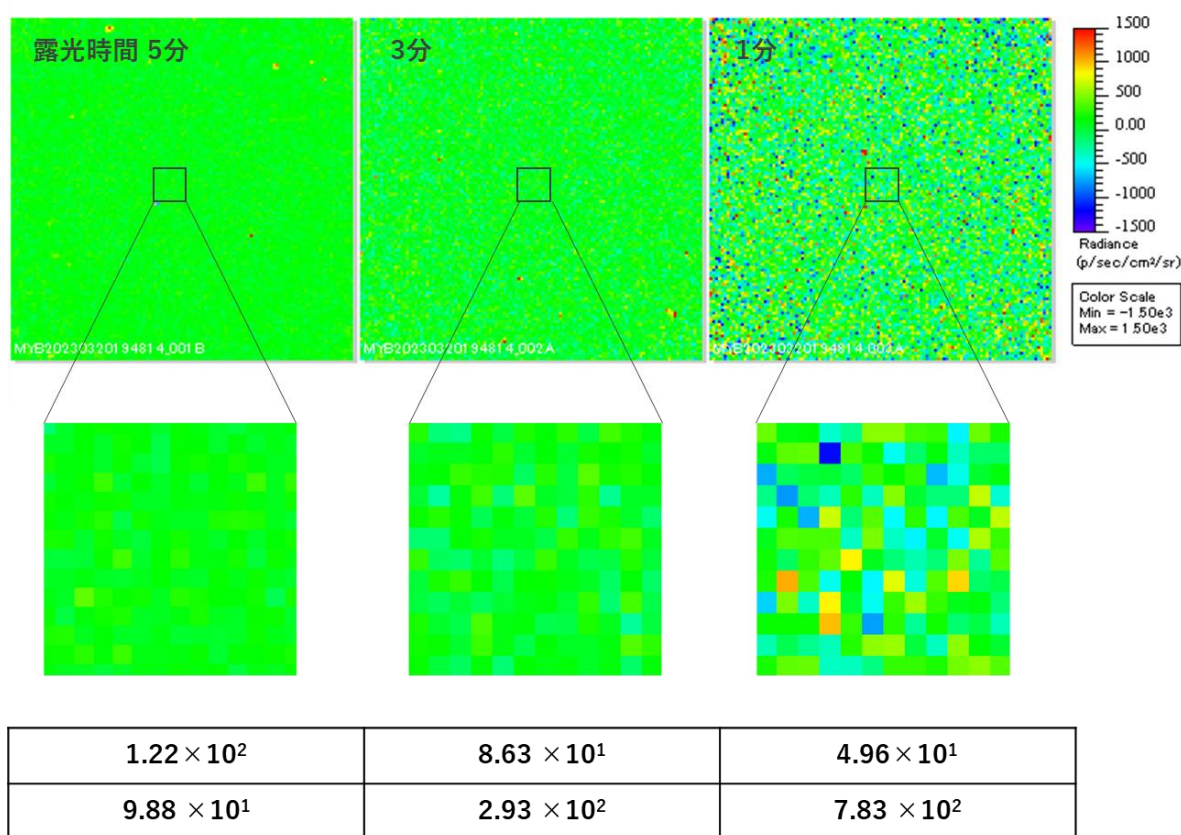 露光時間 5分
3分
1分
1500
1000
500
0.00
-500
-1000
-1500
Radiance
(p/sec/cm²/sr)
Color Scale
Min = -1.50e3
Max = 1.50e3
MYB20230320194814_001B
MYB20230320194814_002A
MYB20230320194814_003A
1.22×10² 8.63 ×10¹ 4.96×10¹
9.88 ×10¹ 2.93 ×10² 7.83 ×10²